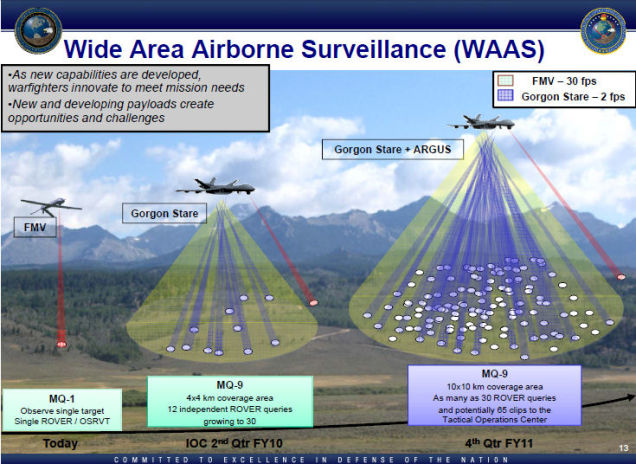 Wide Area Airborne Surveillance (WAAS)
•As new capabilities are developed,
warfighters innovate to meet mission needs
•New and developing payloads create
opportunities and challenges
FMV – 30 fps
Gorgon Stare – 2 fps
Gorgon Stare + ARGUS
Gorgon Stare
FMV
MQ-1
Observe single target
Single ROVER / OSRVT
MQ-9
4x4 km coverage area
12 independent ROVER queries
growing to 30
MQ-9
10x10 km coverage area
As many as 30 ROVER queries
and potentially 65 clips to the
Tactical Operations Center
Today
IOC 2nd Qtr FY10
4th Qtr FY11
13
COMMITTED TO EXCELLENCE IN DEFENSE OF THE NATION